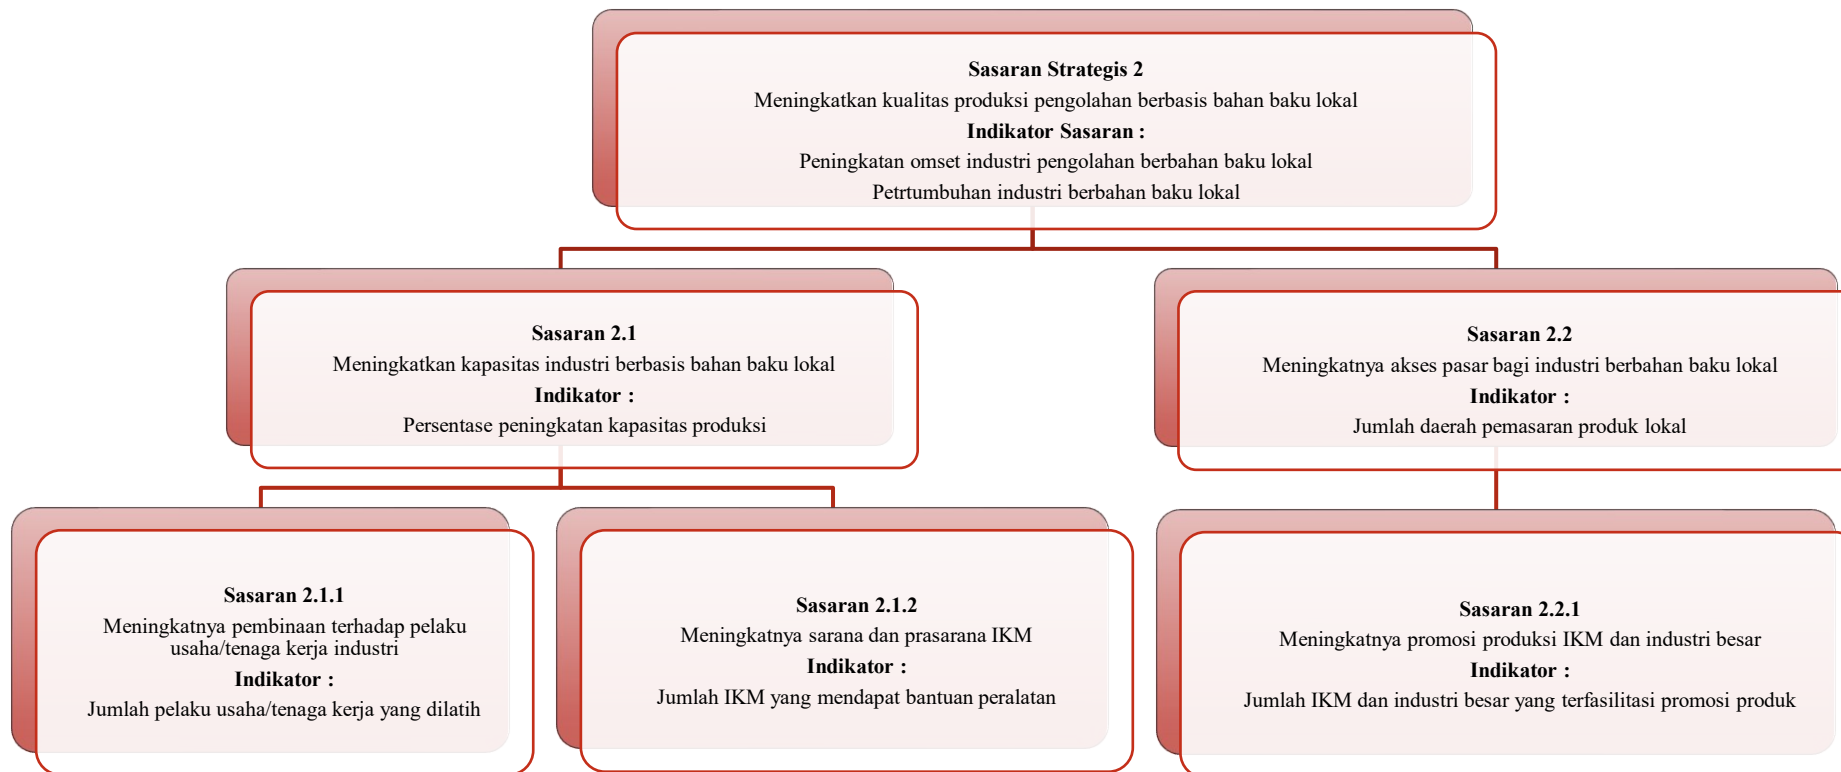 Sasaran Strategis 2
Meningkatkan kualitas produksi pengolahan berbasis bahan baku lokal
Indikator Sasaran :
Peningkatan omset industri pengolahan berbahan baku lokal
Petrtumbuhan industri berbahan baku lokal
Sasaran 2.1
Meningkatkan kapasitas industri berbasis bahan baku lokal
Indikator :
Persentase peningkatan kapasitas produksi
Sasaran 2.2
Meningkatnya akses pasar bagi industri berbahan baku lokal
Indikator :
Jumlah daerah pemasaran produk lokal
Sasaran 2.1.1
Meningkatnya pembinaan terhadap pelaku
usaha/tenaga kerja industri
Indikator :
Jumlah pelaku usaha/tenaga kerja yang dilatih
Sasaran 2.1.2
Meningkatnya sarana dan prasarana IKM
Indikator :
Jumlah IKM yang mendapat bantuan peralatan
Sasaran 2.2.1
Meningkatnya promosi produksi IKM dan industri besar
Indikator :
Jumlah IKM dan industri besar yang terfasilitasi promosi produk